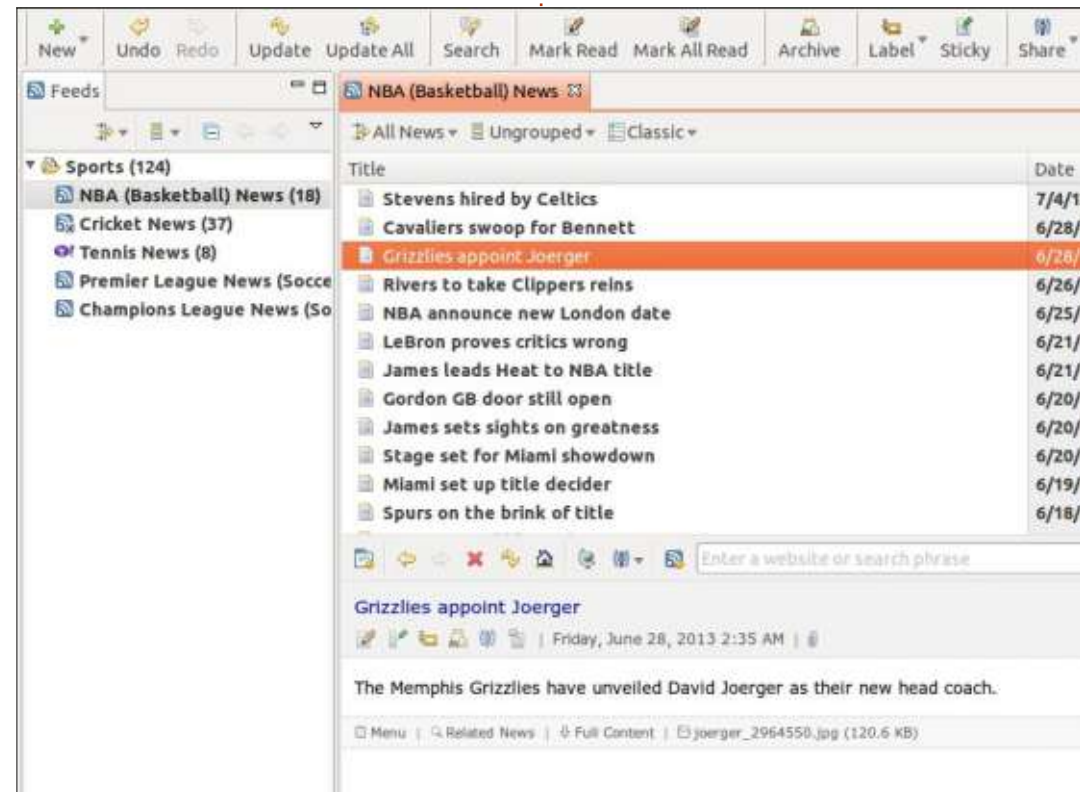 New Undo Redo Update Update All Search Mark Read Mark All Read Archive Label Sticky Share
Feeds
NBA (Basketball) News
All News Ungrouped Classic
Sports (124)
NBA (Basketball) News (18)
Cricket News (37)
Tennis News (8)
Premier League News (Socce
Champions League News (So
Title Date
Stevens hired by Celtics 7/4/1
Cavaliers swoop for Bennett 6/28/
Grizzlies appoint Joerger 6/28/
Rivers to take Clippers reins 6/26/
NBA announce new London date 6/25/
LeBron proves critics wrong 6/21/
James leads Heat to NBA title 6/21/
Gordon GB door still open 6/20/
James sets sights on greatness 6/20/
Stage set for Miami showdown 6/20/
Miami set up title decider 6/19/
Spurs on the brink of title 6/18/
Enter a website or search phrase
Grizzlies appoint Joerger
| Friday, June 28, 2013 2:35 AM |
The Memphis Grizzlies have unveiled David Joerger as their new head coach.
Menu | Related News | Full Content | joerger_2964550.jpg (120.6 KB)